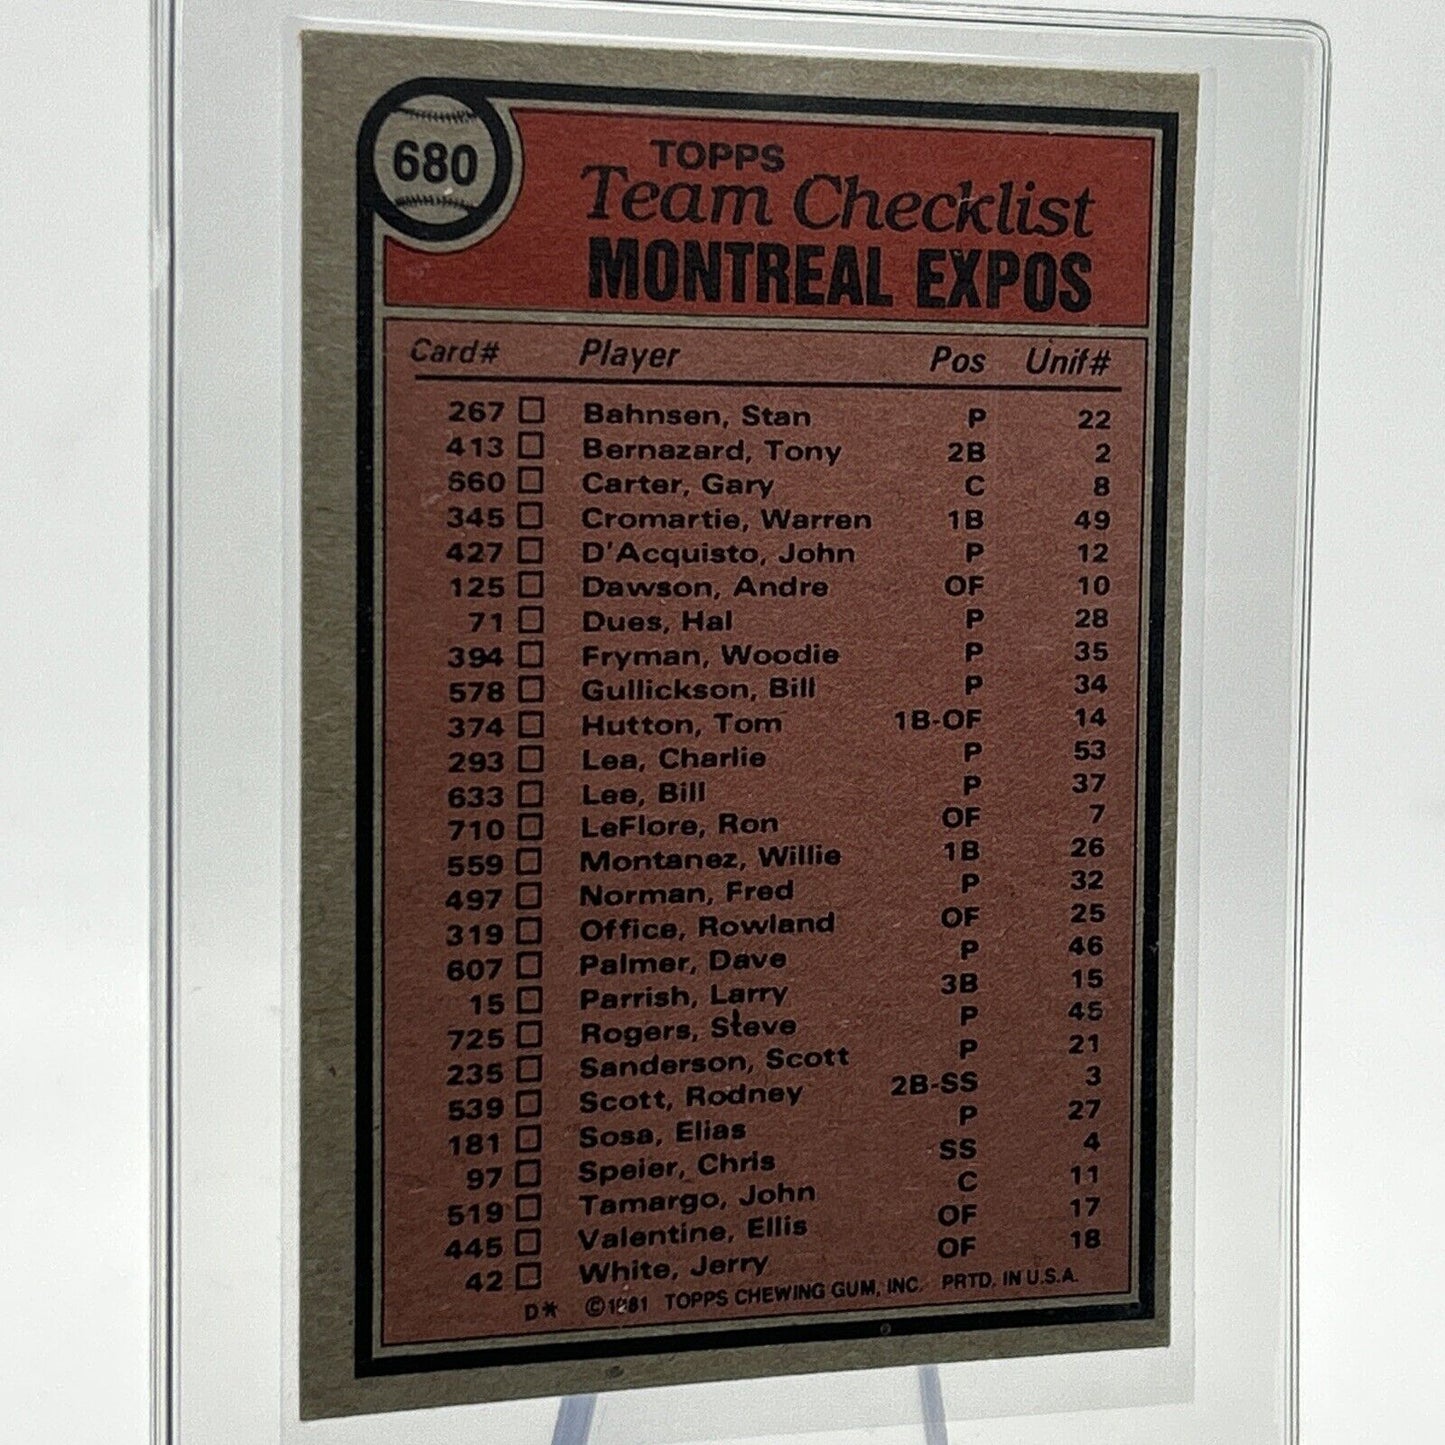 680
TOPPS
Team Checklist
MONTREAL EXPOS
Card# Player Pos Unif#
267 Bahnsen, Stan P 22
413 Bernazard, Tony 2B 2
660 Carter, Gary C 8
345 Cromartie, Warren 1B 49
427 D'Acquisto, John P 12
125 Dawson, Andre OF 10
71 Dues, Hal P 28
394 Fryman, Woodie P 35
578 Gullickson, Bill P 34
374 Hutton, Tom 1B-OF 14
293 Lea, Charlie P 53
633 Lee, Bill P 37
710 LeFlore, Ron OF 7
559 Montanez, Willie 1B 26
497 Norman, Fred P 32
319 Office, Rowland OF 25
607 Palmer, Dave P 46
15 Parrish, Larry 3B 15
725 Rogers, Steve P 45
235 Sanderson, Scott P 21
539 Scott, Rodney 2B-SS 3
181 Sosa, Elias P 27
97 Speier, Chris SS 4
519 Tamargo, John C 11
445 Valentine, Ellis OF 17
42 White, Jerry OF 18
D* ©1981 TOPPS CHEWING GUM, INC. PRTD. IN U.S.A.